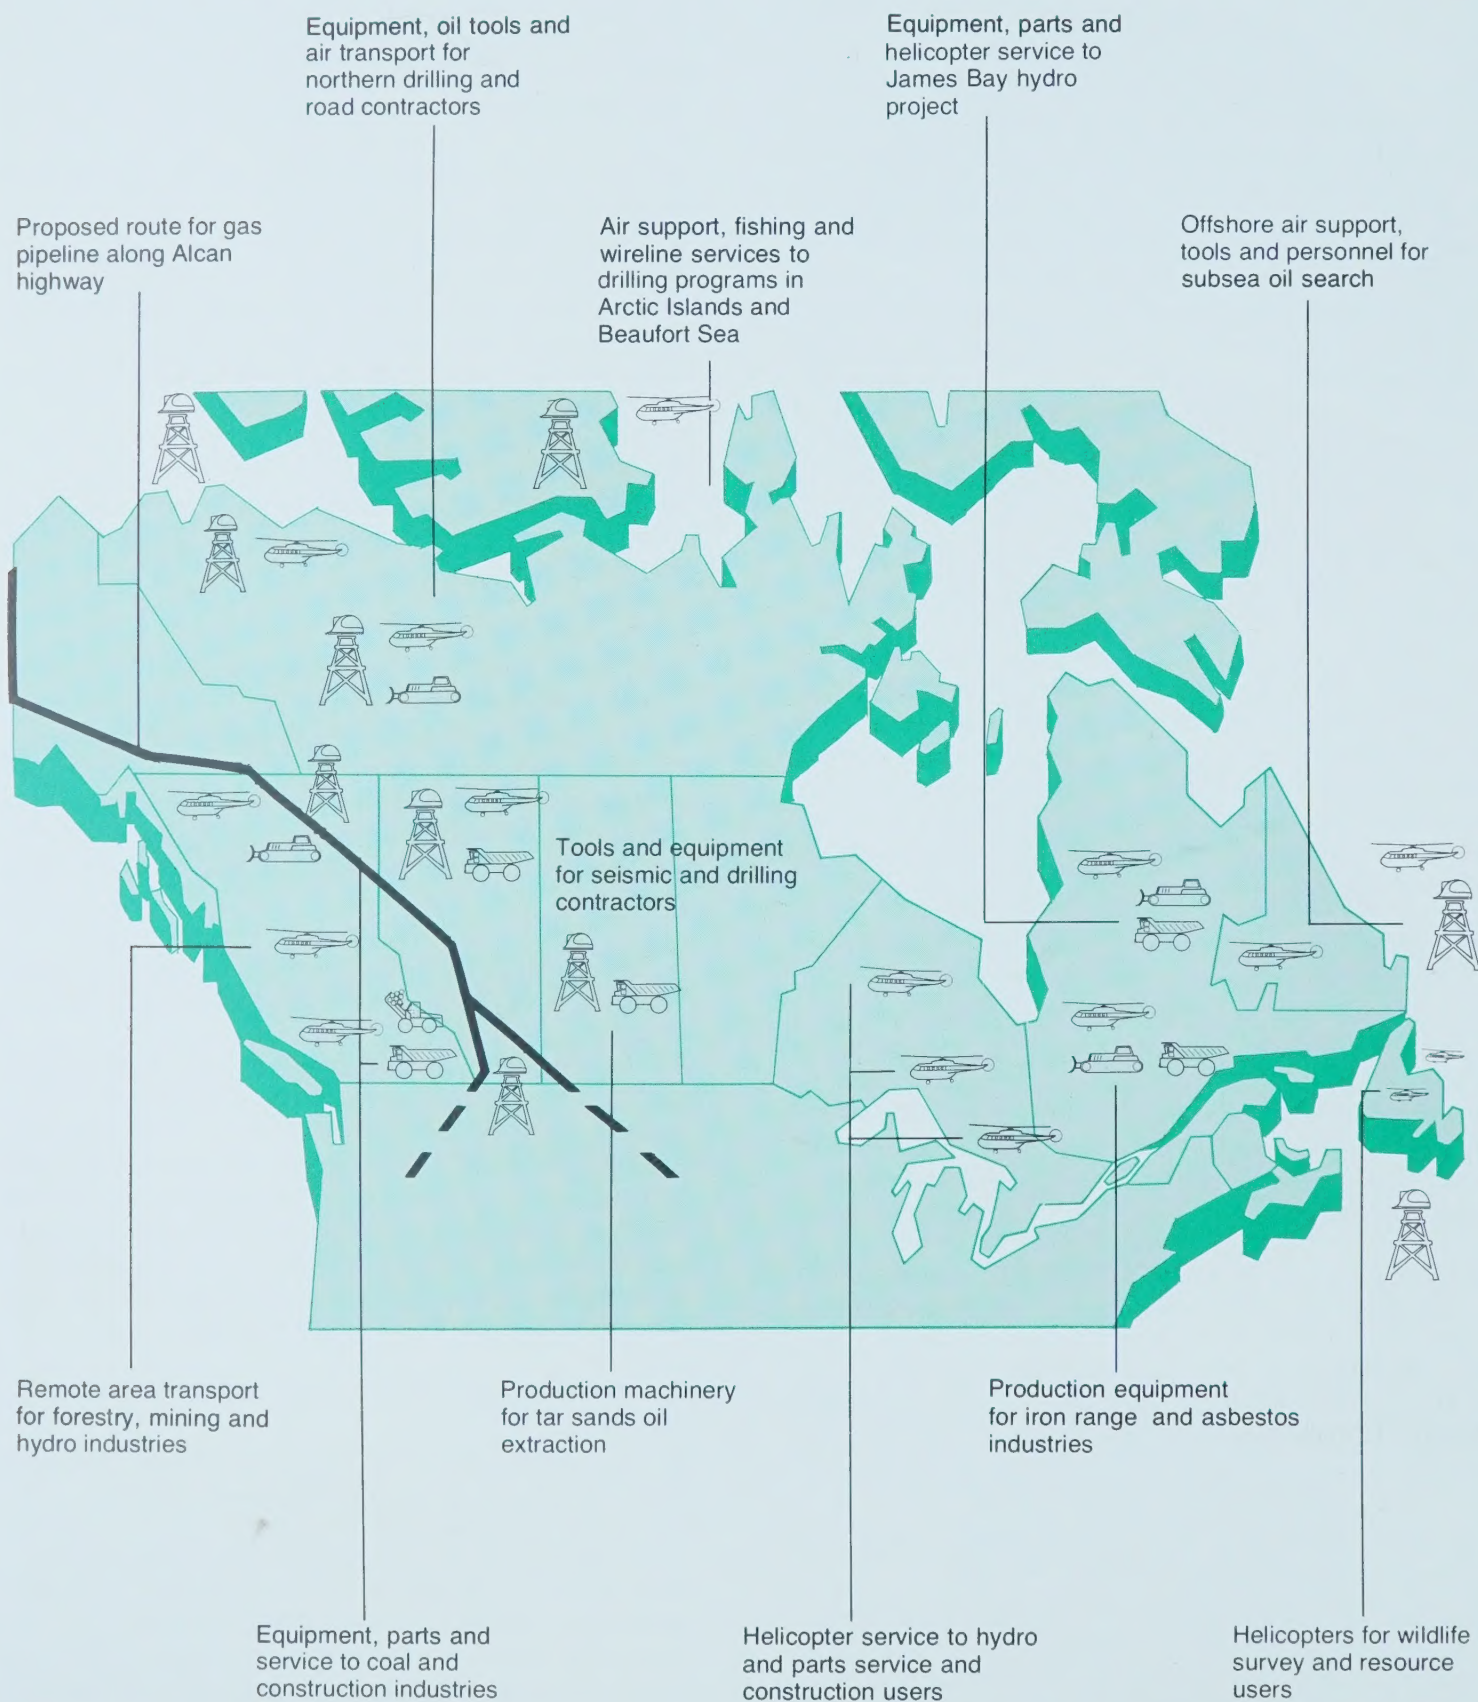 Equipment, oil tools and
air transport for
northern drilling and
road contractors
Equipment, parts and
helicopter service to
James Bay hydro
project
Proposed route for gas
pipeline along Alcan
highway
Air support, fishing and
wireline services to
drilling programs in
Arctic Islands and
Beaufort Sea
Offshore air support,
tools and personnel for
subsea oil search
Tools and equipment
for seismic and drilling
contractors
Remote area transport
for forestry, mining and
hydro industries
Production machinery
for tar sands oil
extraction
Production equipment
for iron range and asbestos
industries
Equipment, parts and
service to coal and
construction industries
Helicopter service to hydro
and parts service and
construction users
Helicopters for wildlife
survey and resource
users